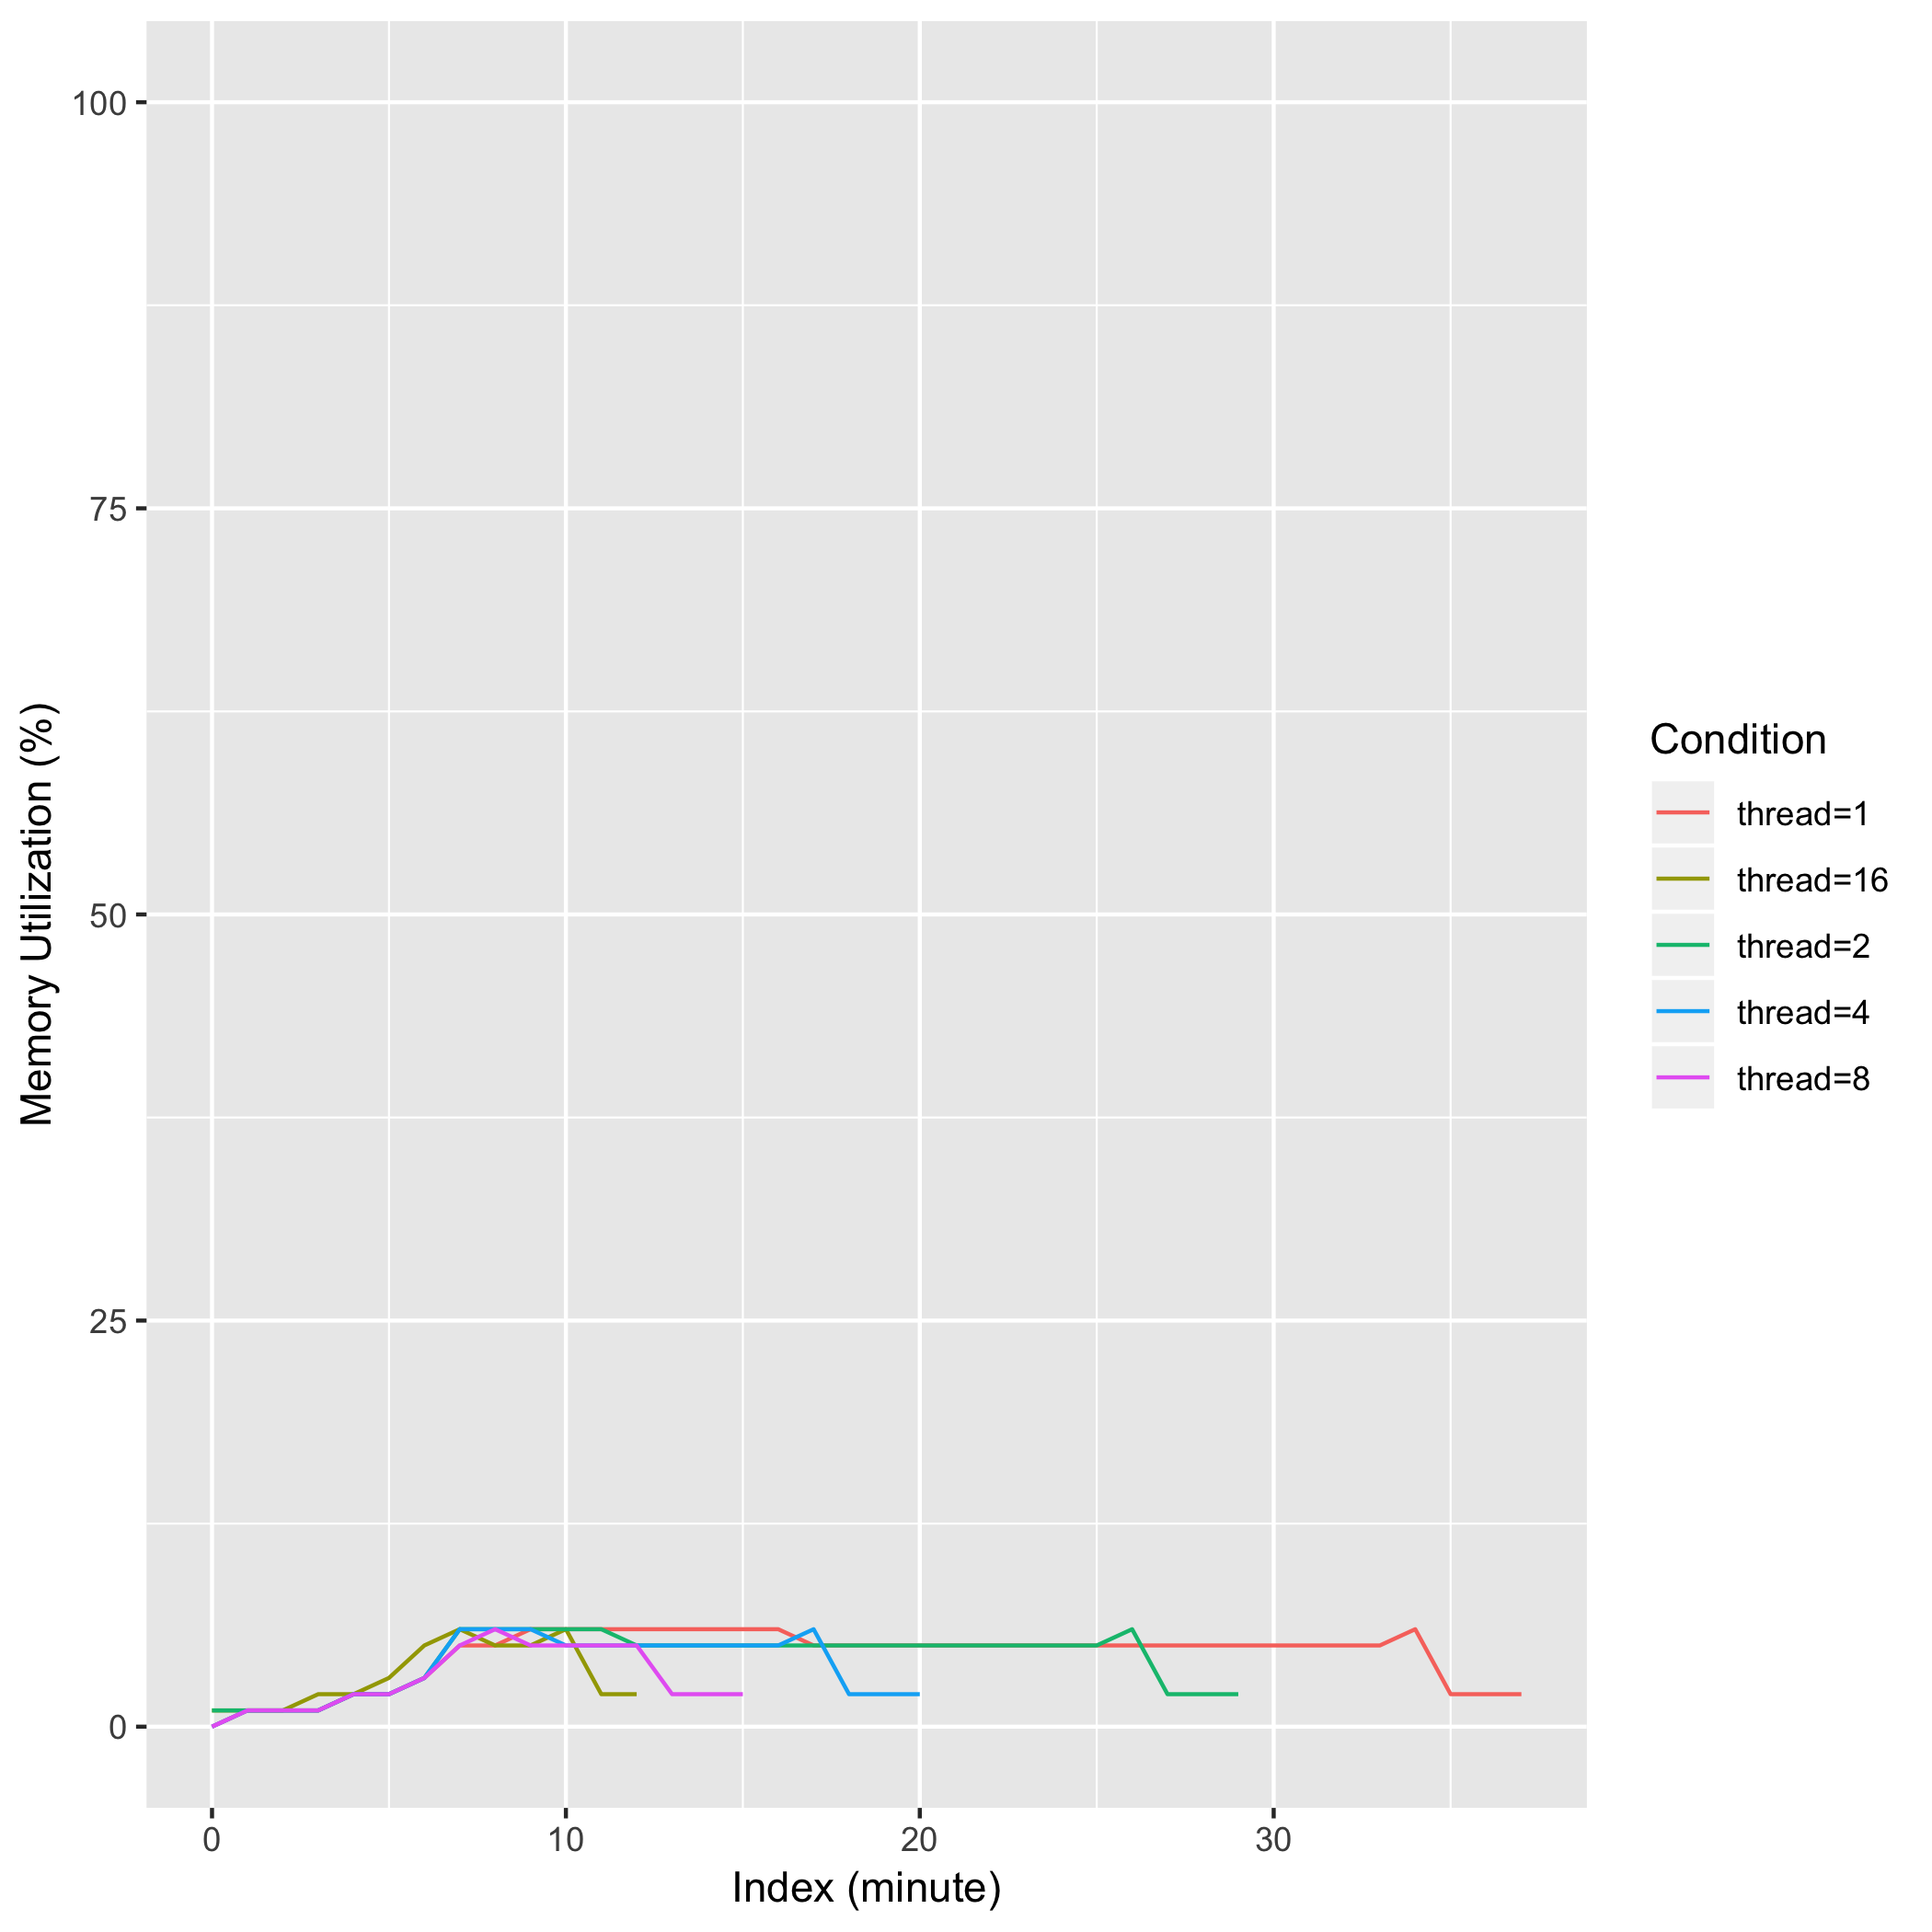 100
75
50
25
0
0 10 20 30
Index (minute)
Memory Utilization (%)
Condition
thread=1
thread=16
thread=2
thread=4
thread=8